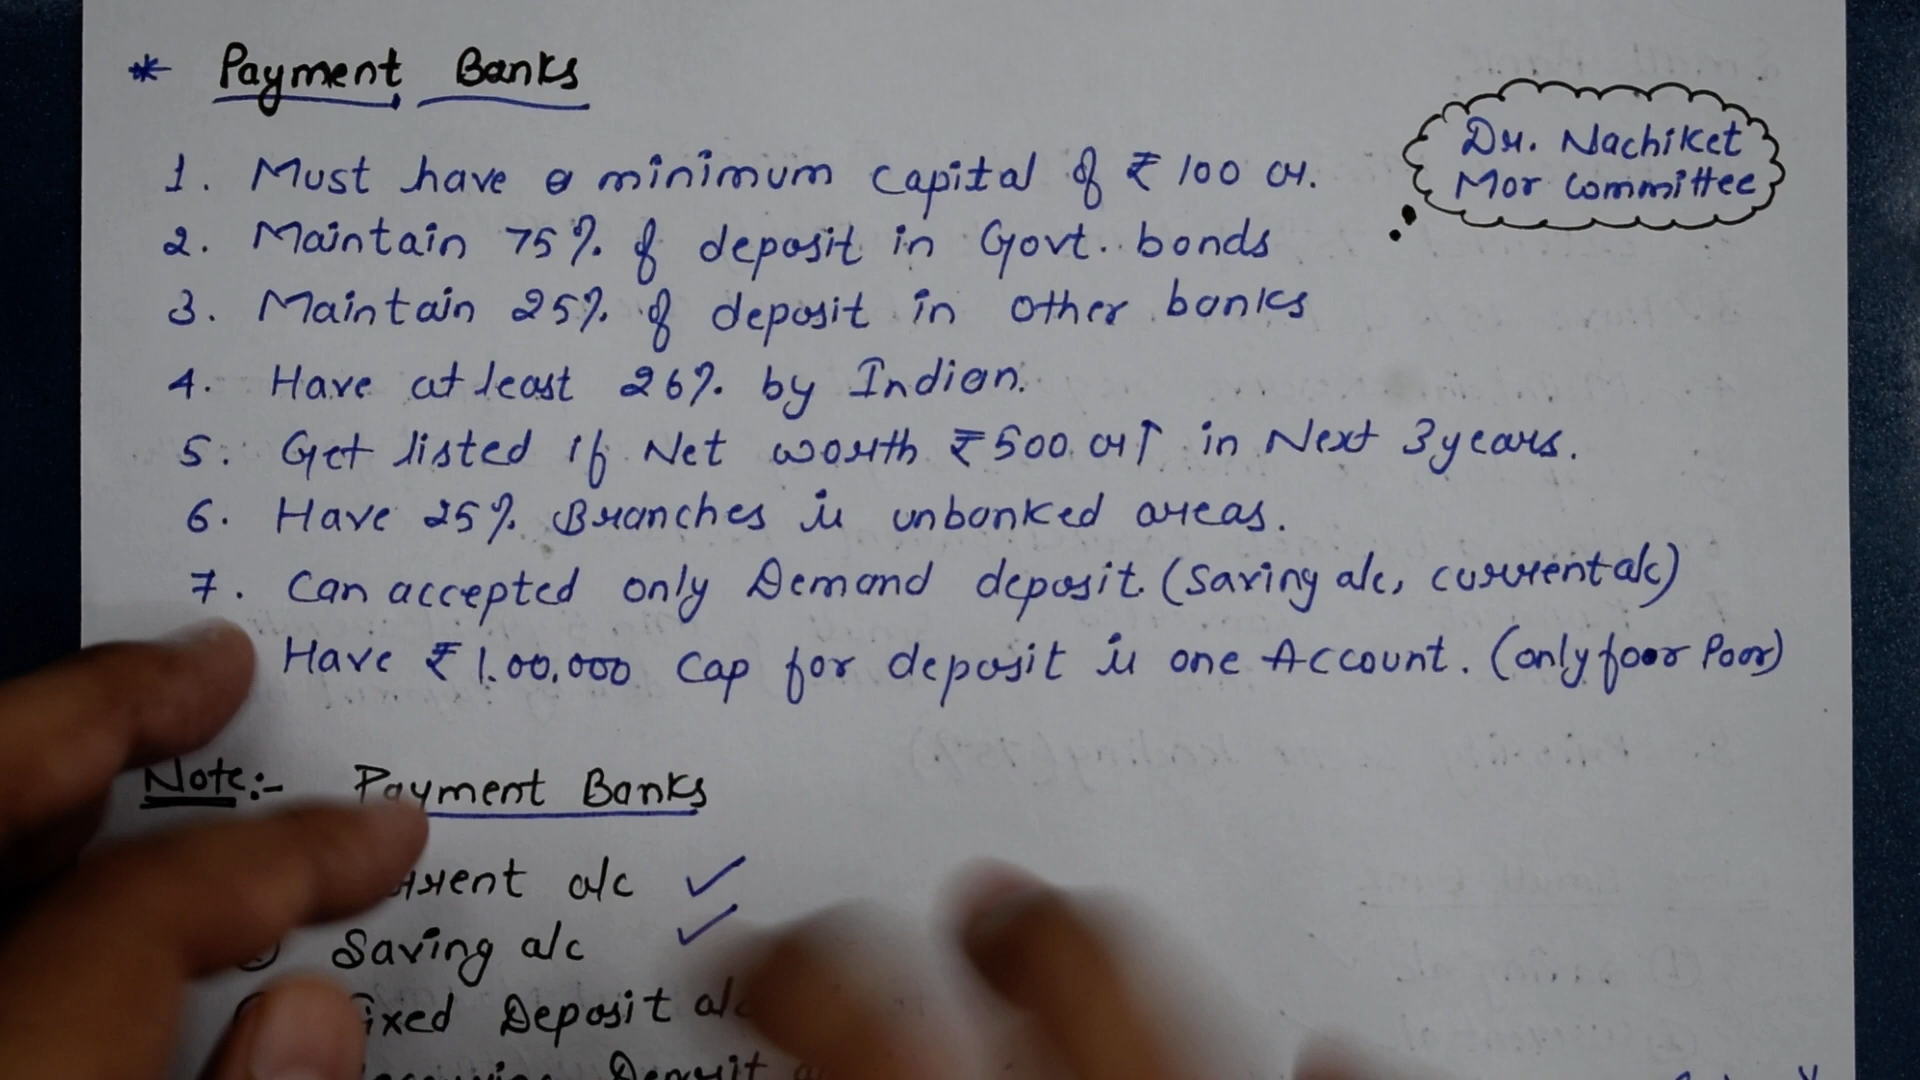 * Payment Banks
Dr. Nachiket
Mor Committee
1. Must have a minimum capital of ₹ 100 cr.
2. Maintain 75% of deposit in Govt. bonds
3. Maintain 25% of deposit in other banks
4. Have at least 26% by Indian.
5. Get listed if Net worth ₹500 cr↑ in Next 3years.
6. Have 25% Branches in unbanked areas.
7. Can accepted only Demand deposit. (Saving a/c, current a/c)
Have ₹ 1,00,000 cap for deposit in one Account. (only foor Poor)
Note:- Payment Banks
a/c ✓
Saving a/c ✓
Deposit